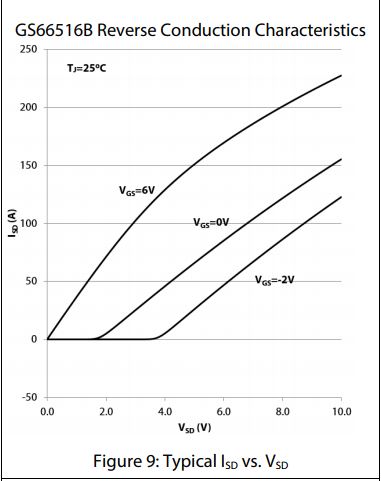 GS66516B Reverse Conduction Characteristics
250
TJ=25ºC
200
150
VGS=6V
VGS=0V
100
ISD (A)
VGS=-2V
50
0
-50
0.0 2.0 4.0 6.0 8.0 10.0
VSD (V)
Figure 9: Typical ISD vs. VSD